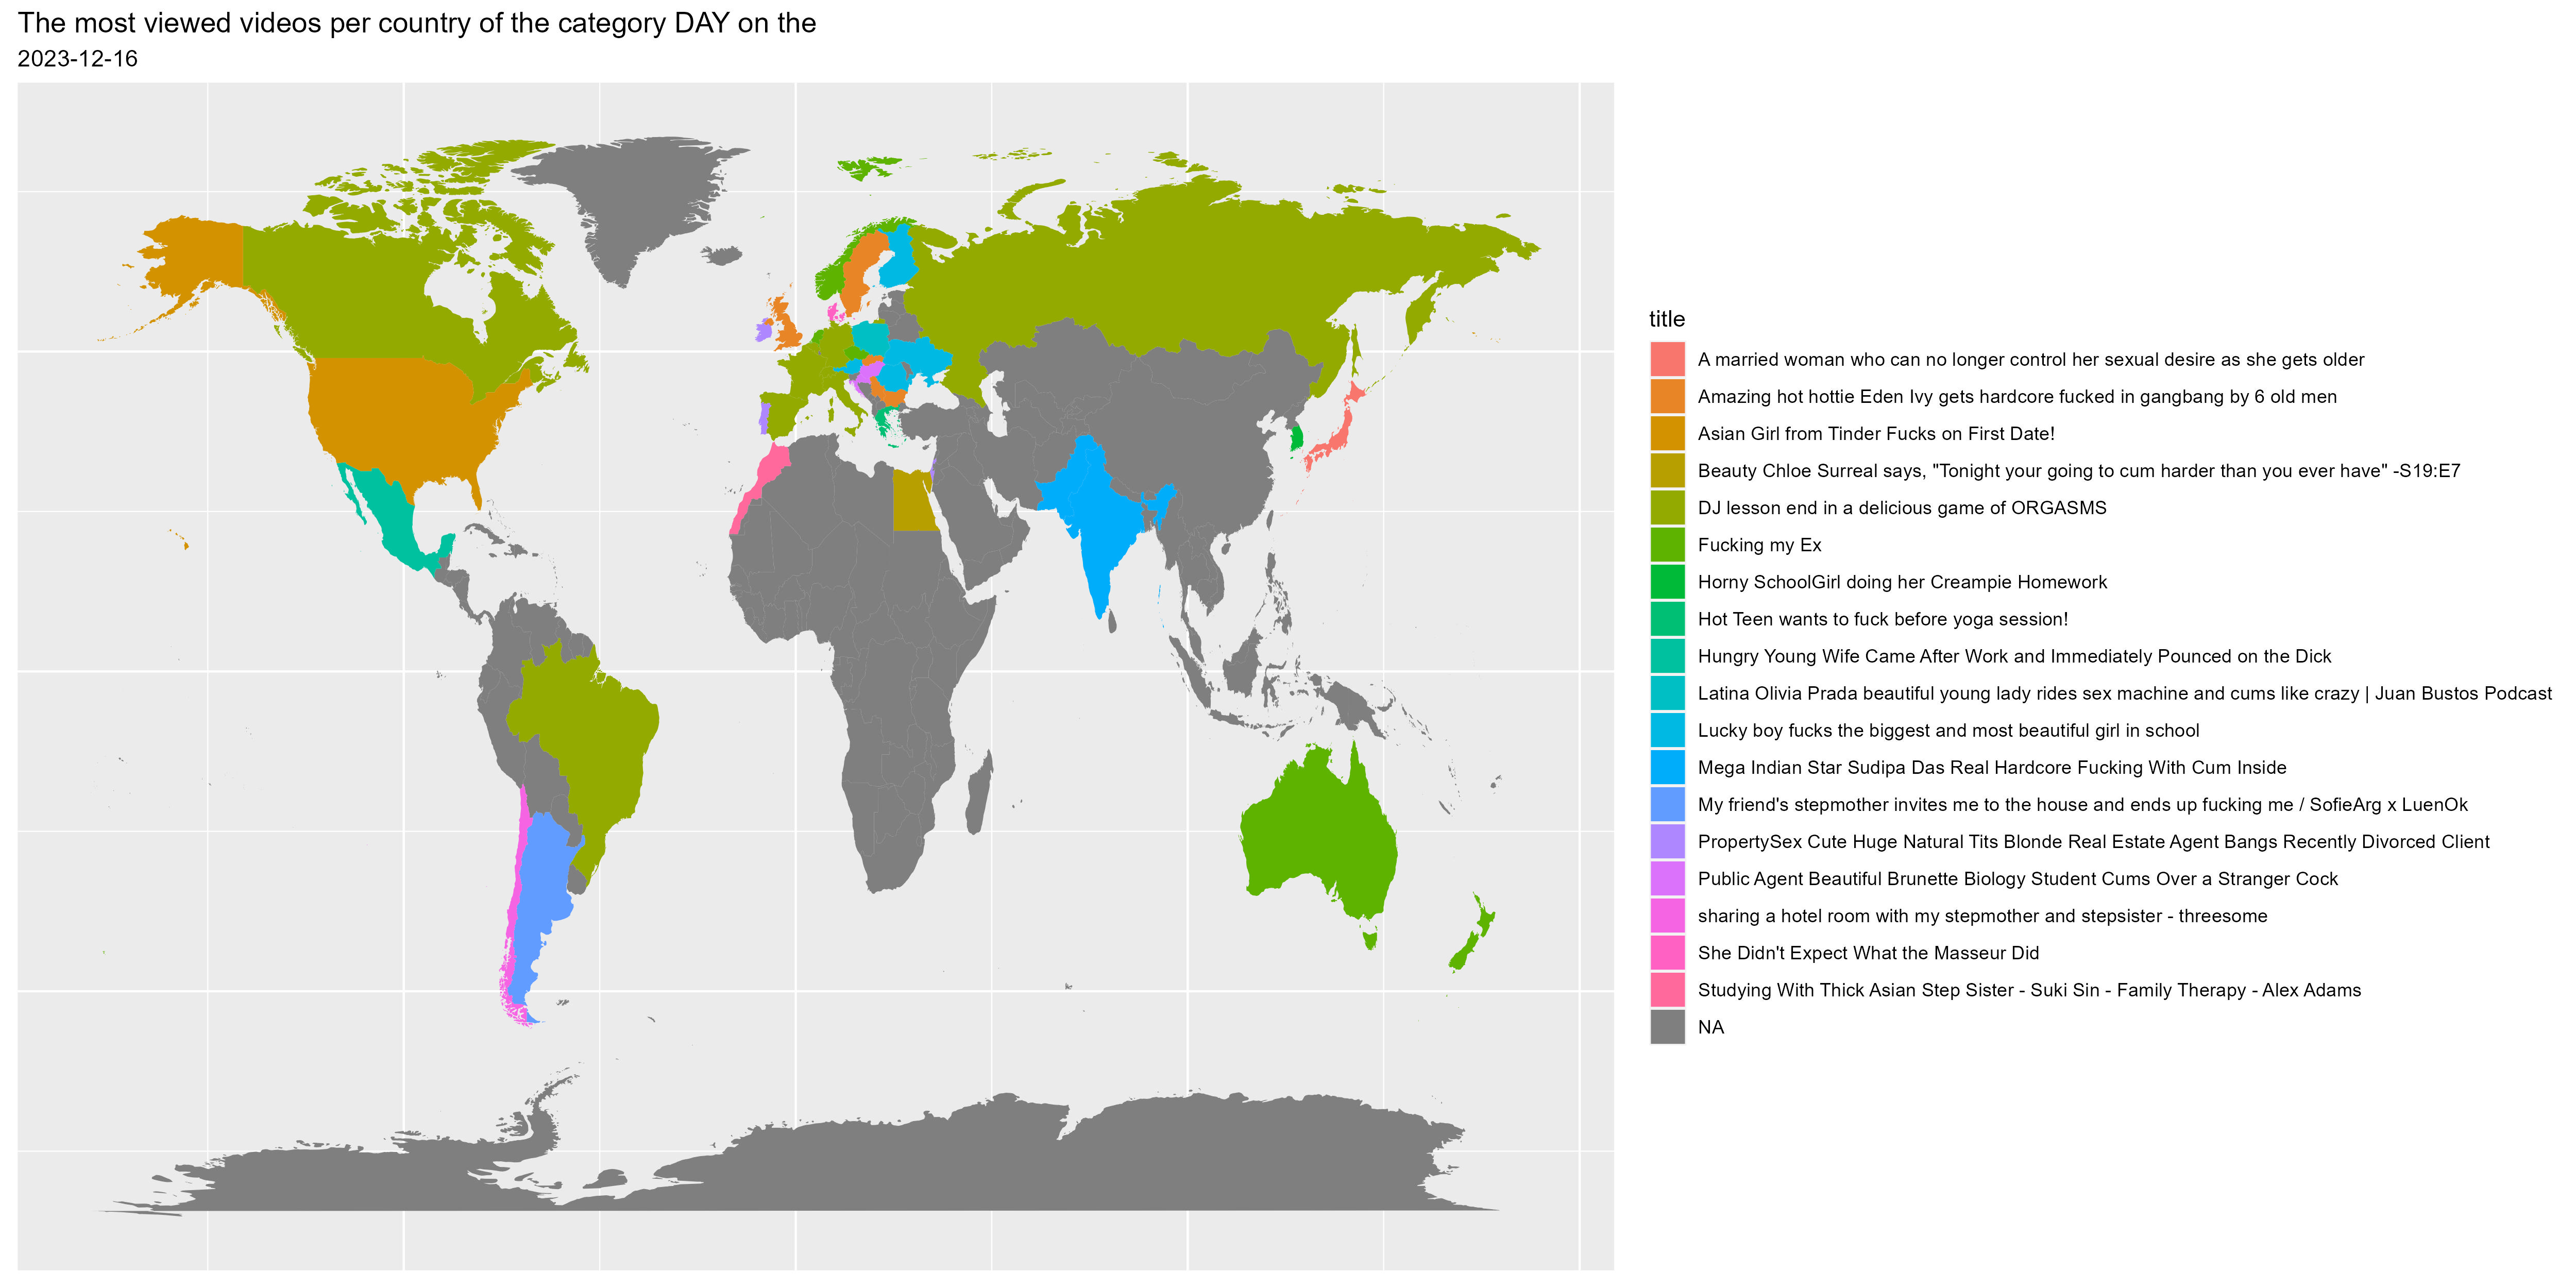 The most viewed videos per country of the category DAY on the
2023-12-16
title
A married woman who can no longer control her sexual desire as she gets older
Amazing hot hottie Eden Ivy gets hardcore fucked in gangbang by 6 old men
Asian Girl from Tinder Fucks on First Date!
Beauty Chloe Surreal says, "Tonight your going to cum harder than you ever have" -S19:E7
DJ lesson end in a delicious game of ORGASMS
Fucking my Ex
Horny SchoolGirl doing her Creampie Homework
Hot Teen wants to fuck before yoga session!
Hungry Young Wife Came After Work and Immediately Pounced on the Dick
Latina Olivia Prada beautiful young lady rides sex machine and cums like crazy | Juan Bustos Podcast
Lucky boy fucks the biggest and most beautiful girl in school
Mega Indian Star Sudipa Das Real Hardcore Fucking With Cum Inside
My friend's stepmother invites me to the house and ends up fucking me / SofieArg x LuenOk
PropertySex Cute Huge Natural Tits Blonde Real Estate Agent Bangs Recently Divorced Client
Public Agent Beautiful Brunette Biology Student Cums Over a Stranger Cock
sharing a hotel room with my stepmother and stepsister - threesome
She Didn't Expect What the Masseur Did
Studying With Thick Asian Step Sister - Suki Sin - Family Therapy - Alex Adams
NA